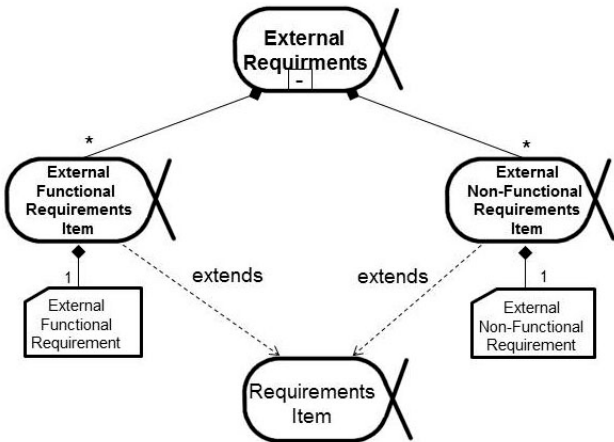 External
Requirments
-
*
*
External
Functional
Requirements
Item
External
Non-Functional
Requirements
Item
extends
extends
1
1
External
Functional
Requirement
External
Non-Functional
Requirement
Requirements
Item